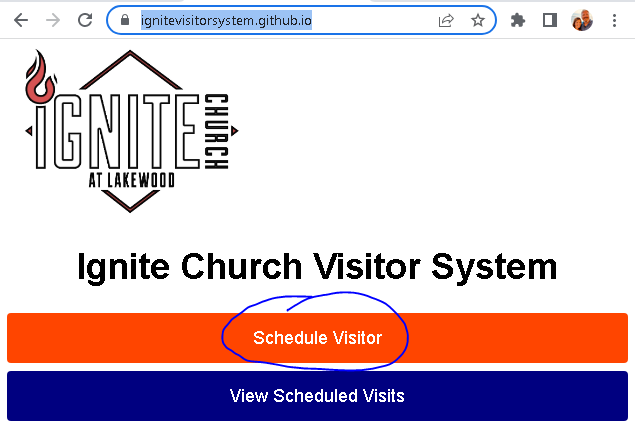 ignitevisitorsystem.github.io
IGNITE
CHURCH
AT LAKEWOOD
Ignite Church Visitor System
Schedule Visitor
View Scheduled Visits